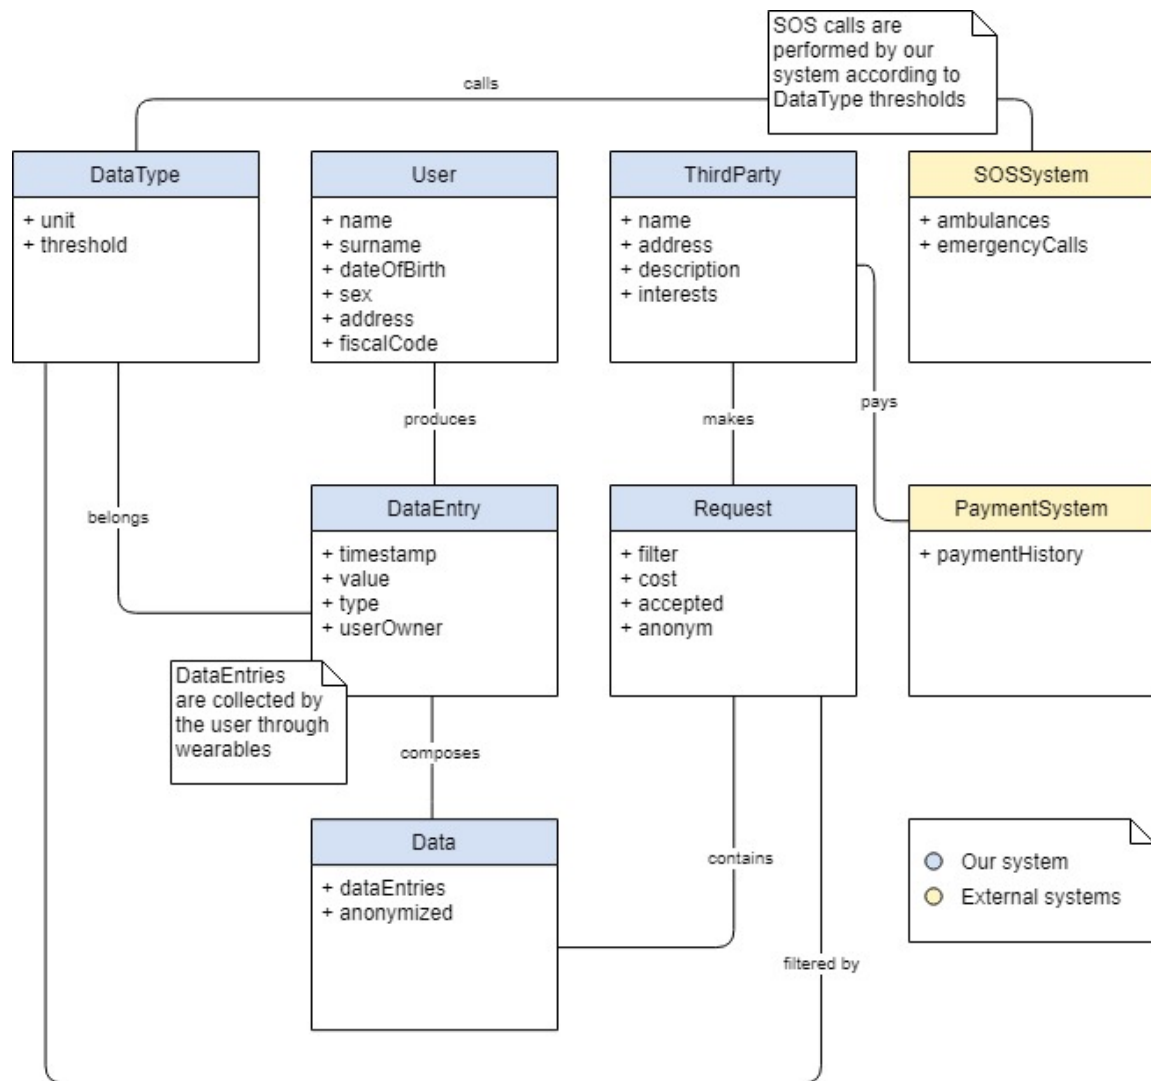 SOS calls are
performed by our
system according to
DataType thresholds
calls
DataType
+ unit
+ threshold
User
+ name
+ surname
+ dateOfBirth
+ sex
+ address
+ fiscalCode
ThirdParty
+ name
+ address
+ description
+ interests
SOSSystem
+ ambulances
+ emergencyCalls
produces
makes
pays
belongs
DataEntry
+ timestamp
+ value
+ type
+ userOwner
Request
+ filter
+ cost
+ accepted
+ anonym
PaymentSystem
+ paymentHistory
DataEntries
are collected by
the user through
wearables
composes
Data
+ dataEntries
+ anonymized
contains
filtered by
Our system
External systems